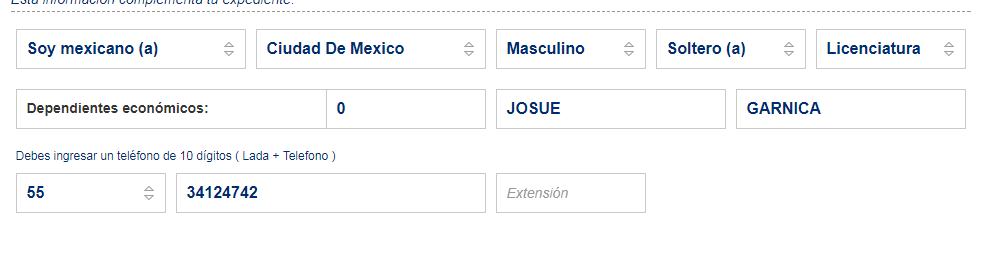 Esta información complementa tu expediente.
Soy mexicano (a) Ciudad De Mexico Masculino Soltero (a) Licenciatura
Dependientes económicos: 0 JOSUE GARNICA
Debes ingresar un teléfono de 10 dígitos ( Lada + Telefono )
55 34124742 Extensión